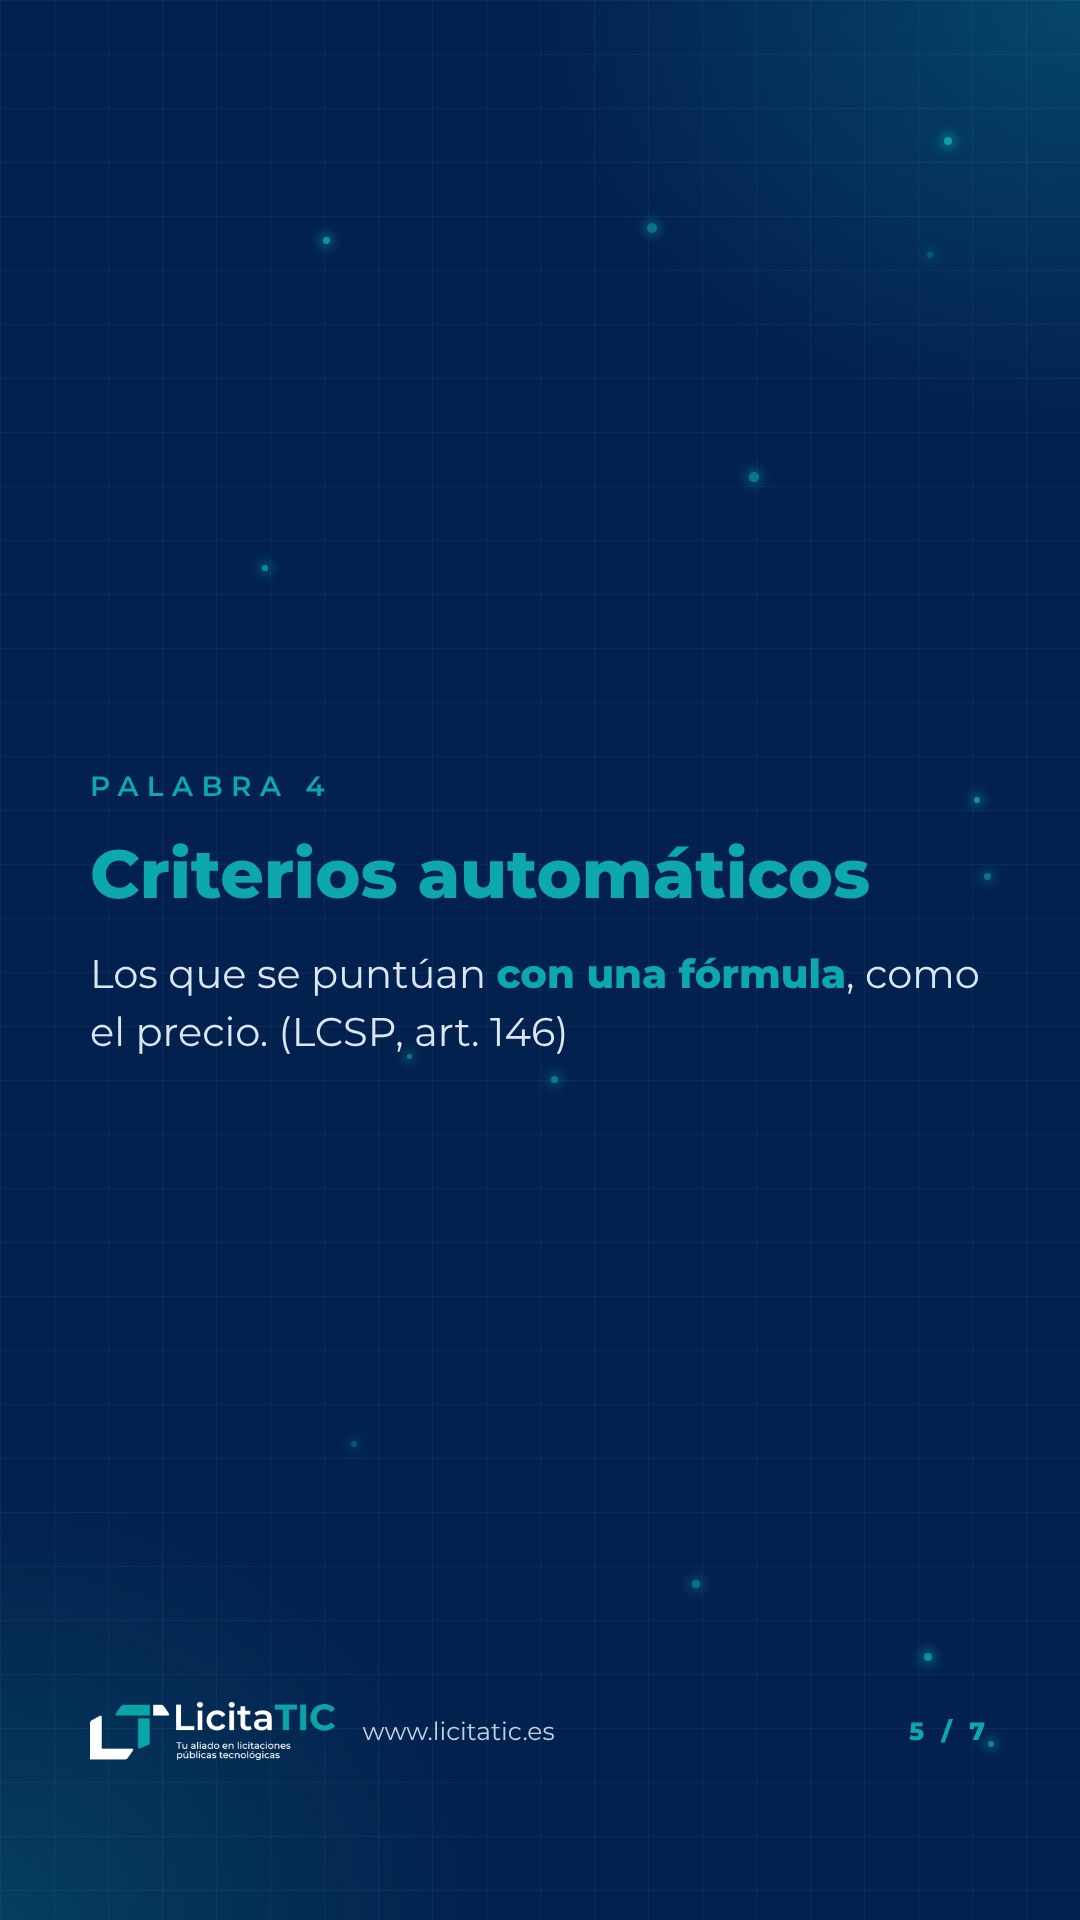 PALABRA 4
Criterios automáticos
Los que se puntúan con una fórmula, como
el precio. (LCSP, art. 146)
LicitaTIC
Tu aliado en licitaciones
públicas tecnológicas
www.licitatic.es
5 / 7